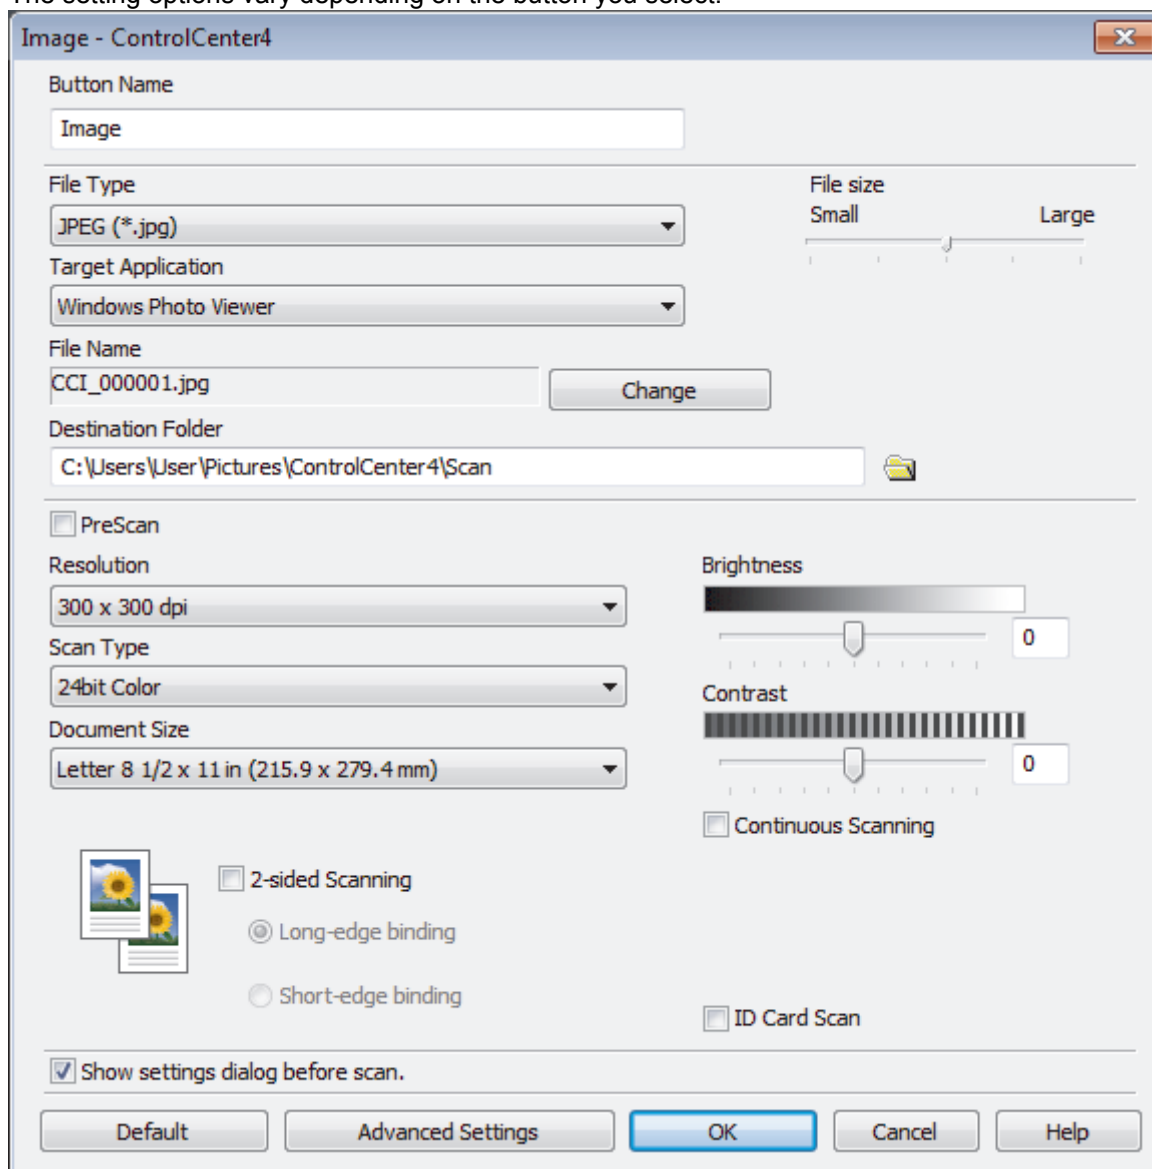 The setting options vary depending on the button you select.
Image - ControlCenter4
Button Name
Image
File Type
JPEG (*.jpg)
File size
Small Large
Target Application
Windows Photo Viewer
File Name
CCI_000001.jpg
Change
Destination Folder
C:\Users\User\Pictures\ControlCenter4\Scan
PreScan
Resolution
300 x 300 dpi
Scan Type
24bit Color
Document Size
Letter 8 1/2 x 11 in (215.9 x 279.4 mm)
Brightness
0
Contrast
0
Continuous Scanning
2-sided Scanning
Long-edge binding
Short-edge binding
ID Card Scan
Show settings dialog before scan.
Default Advanced Settings OK Cancel Help